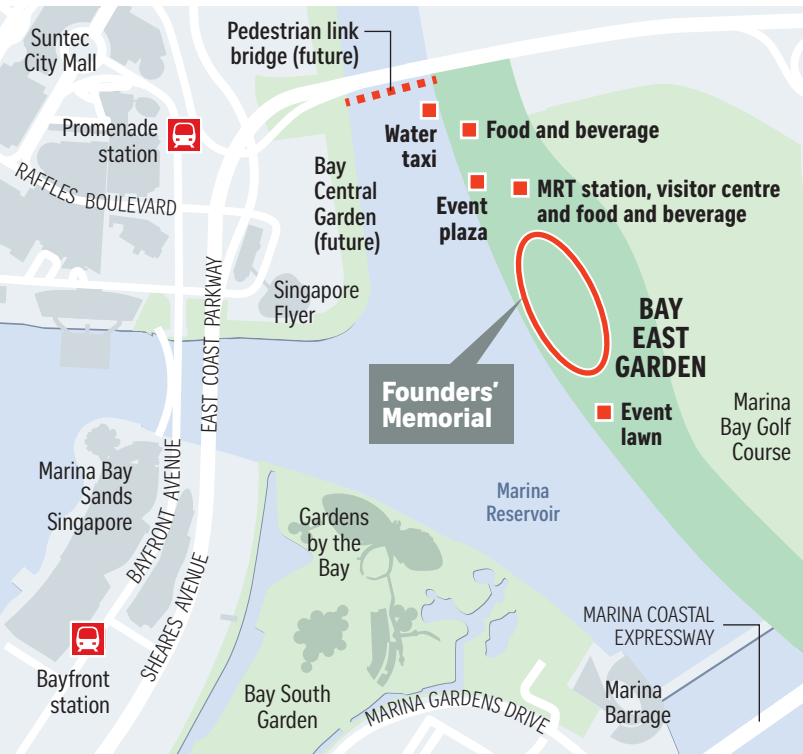 Suntec
City Mall
Pedestrian link
bridge (future)
Promenade
station
RAFFLES BOULEVARD
Water
taxi
Food and beverage
Bay
Central
Garden
(future)
Event
plaza
MRT station, visitor centre
and food and beverage
Singapore
Flyer
EAST COAST PARKWAY
BAY
EAST
GARDEN
Founders’
Memorial
Event
lawn
Marina
Bay Golf
Course
Marina Bay
Sands
Singapore
BAYFRONT AVENUE
Marina
Reservoir
Gardens
by the
Bay
SHEARES AVENUE
MARINA COASTAL
EXPRESSWAY
Bayfront
station
Bay South
Garden
MARINA GARDENS DRIVE
Marina
Barrage